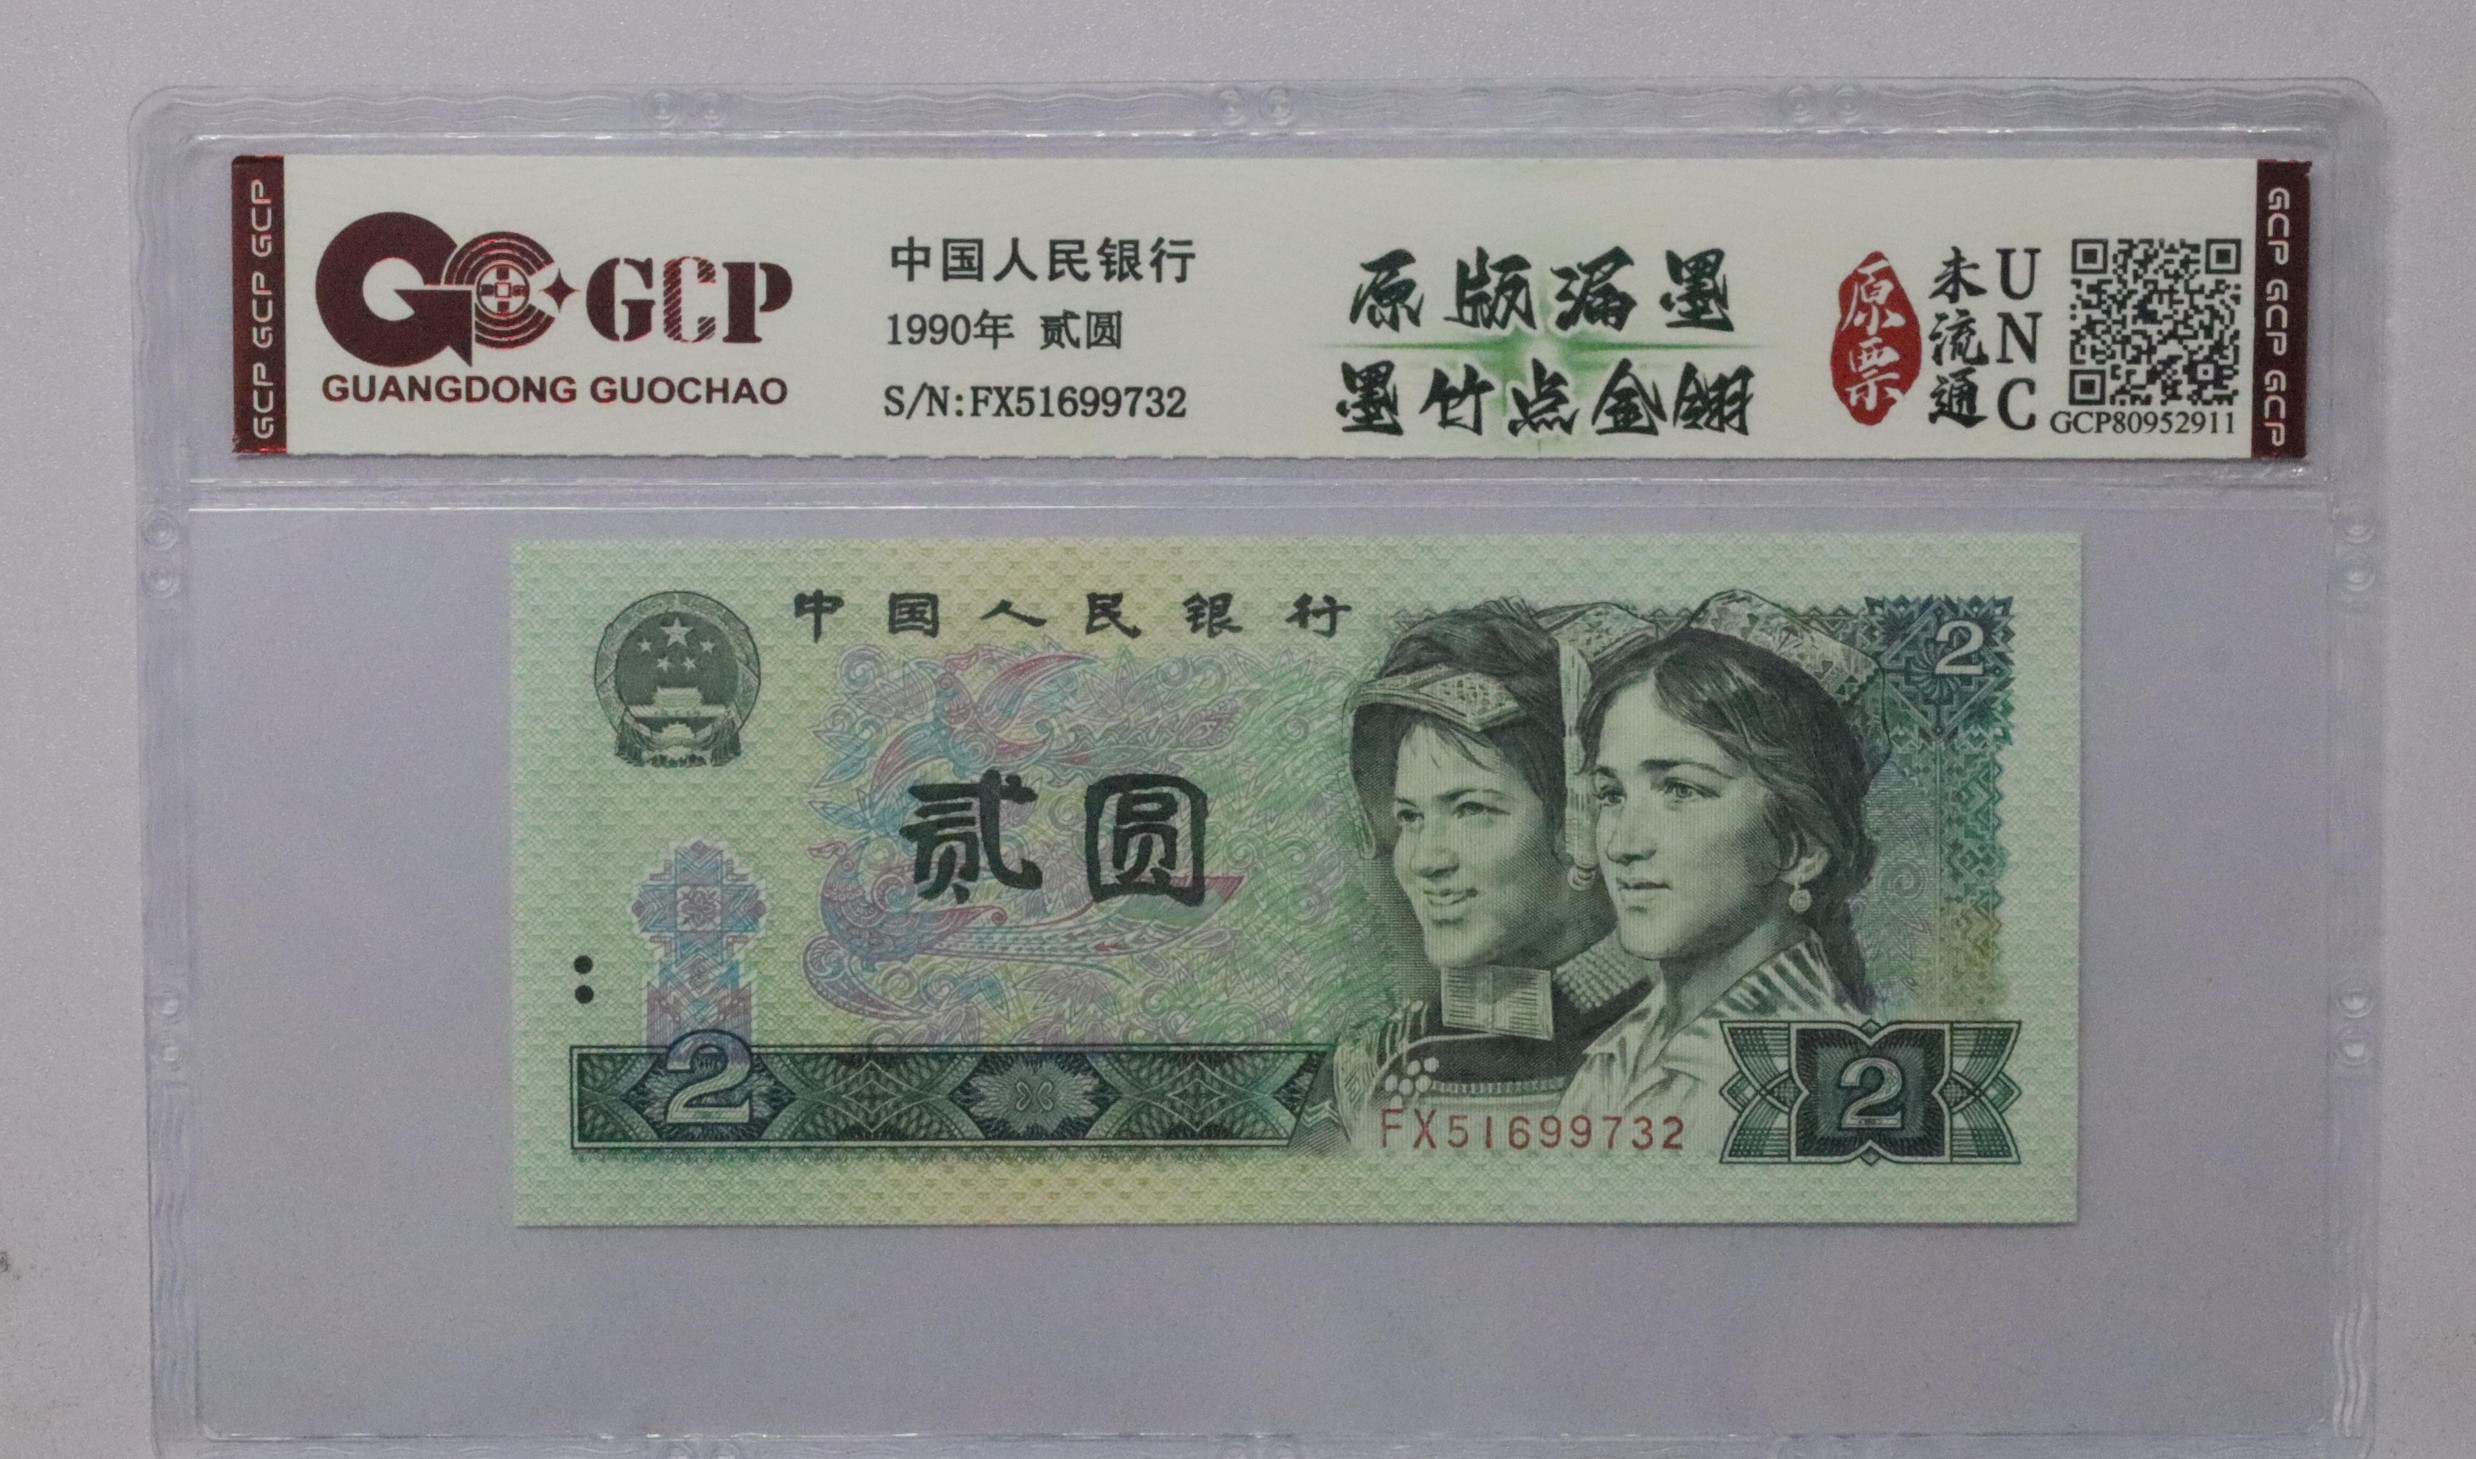 GCP GCP GCP
GCP
GUANGDONG GUOCHAO
中国人民银行
1990年 贰圆
S/N:FX51699732
原版漏墨
墨竹点金翎
原票
未流通
UNC
GCP80952911
GCP GCP GCP
中国人民银行
2
贰圆
2
FX51699732
2